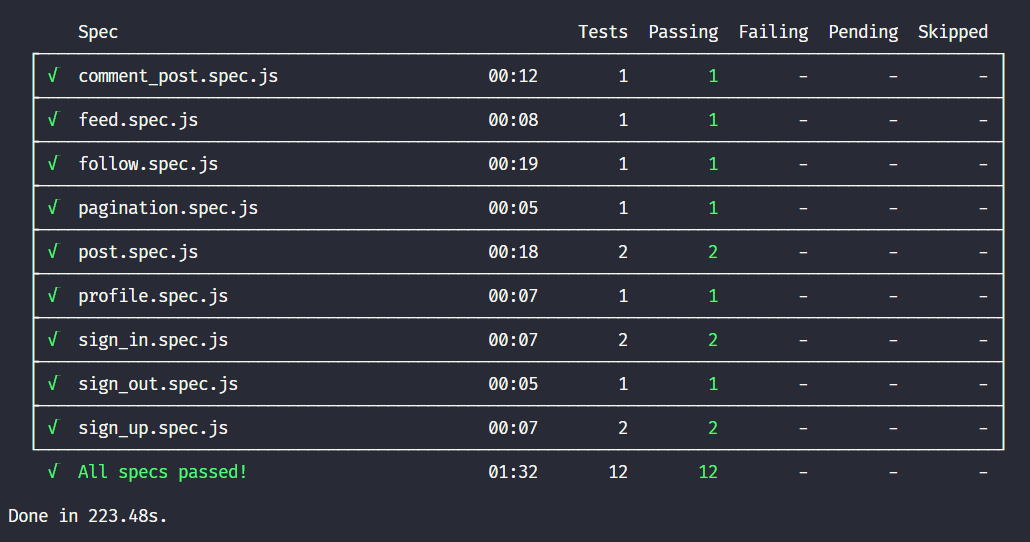 Spec Tests Passing Failing Pending Skipped
√ comment_post.spec.js 00:12 1 1 - - -
√ feed.spec.js 00:08 1 1 - - -
√ follow.spec.js 00:19 1 1 - - -
√ pagination.spec.js 00:05 1 1 - - -
√ post.spec.js 00:18 2 2 - - -
√ profile.spec.js 00:07 1 1 - - -
√ sign_in.spec.js 00:07 2 2 - - -
√ sign_out.spec.js 00:05 1 1 - - -
√ sign_up.spec.js 00:07 2 2 - - -
√ All specs passed! 01:32 12 12 - - -
Done in 223.48s.